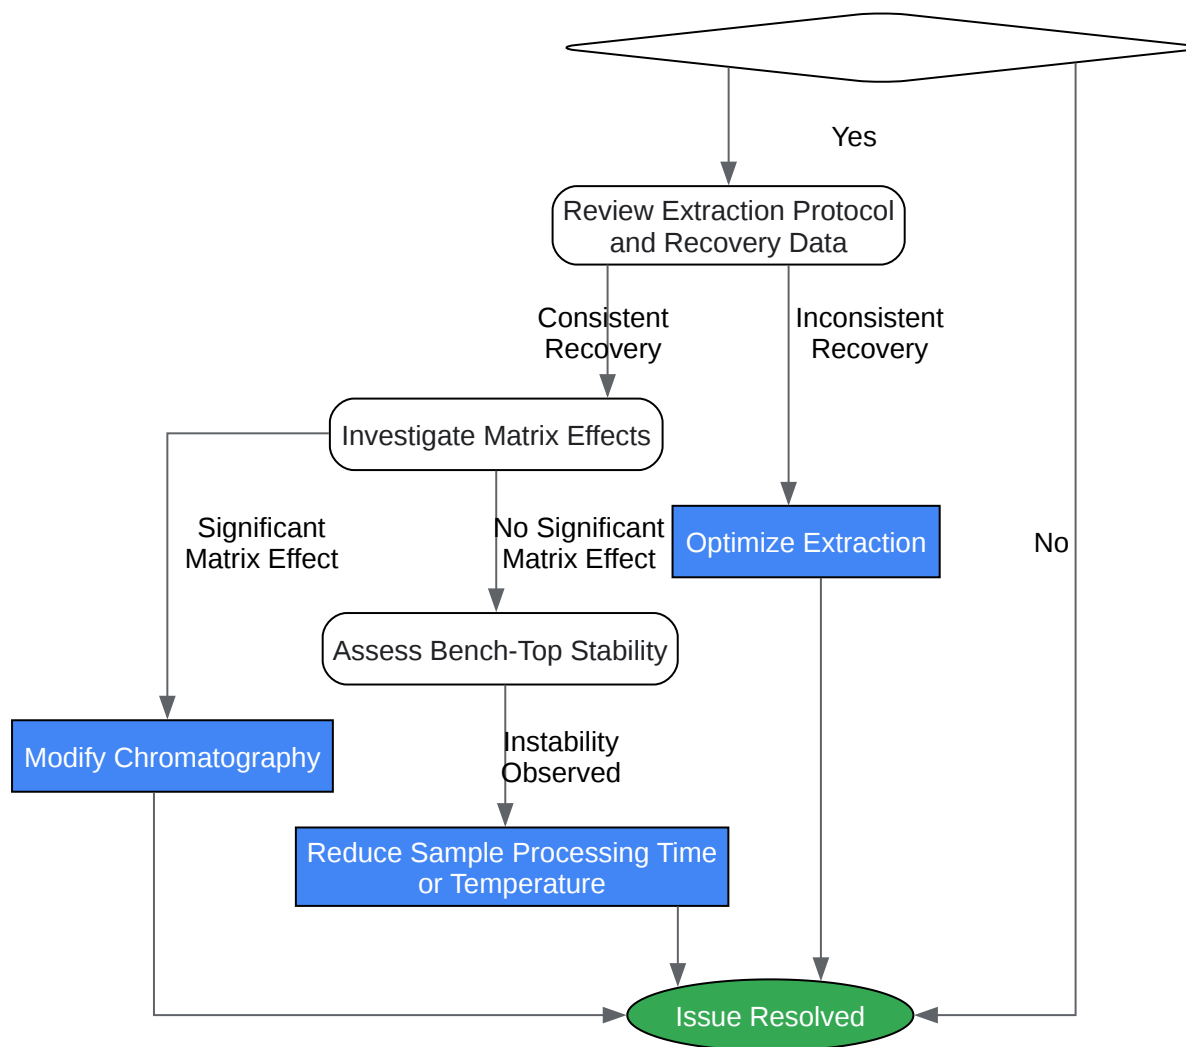 Yes
Review Extraction Protocol
and Recovery Data
Consistent
Recovery
Inconsistent
Recovery
Investigate Matrix Effects
Significant
Matrix Effect
No Significant
Matrix Effect
Optimize Extraction
No
Assess Bench-Top Stability
Modify Chromatography
Instability
Observed
Reduce Sample Processing Time
or Temperature
Issue Resolved